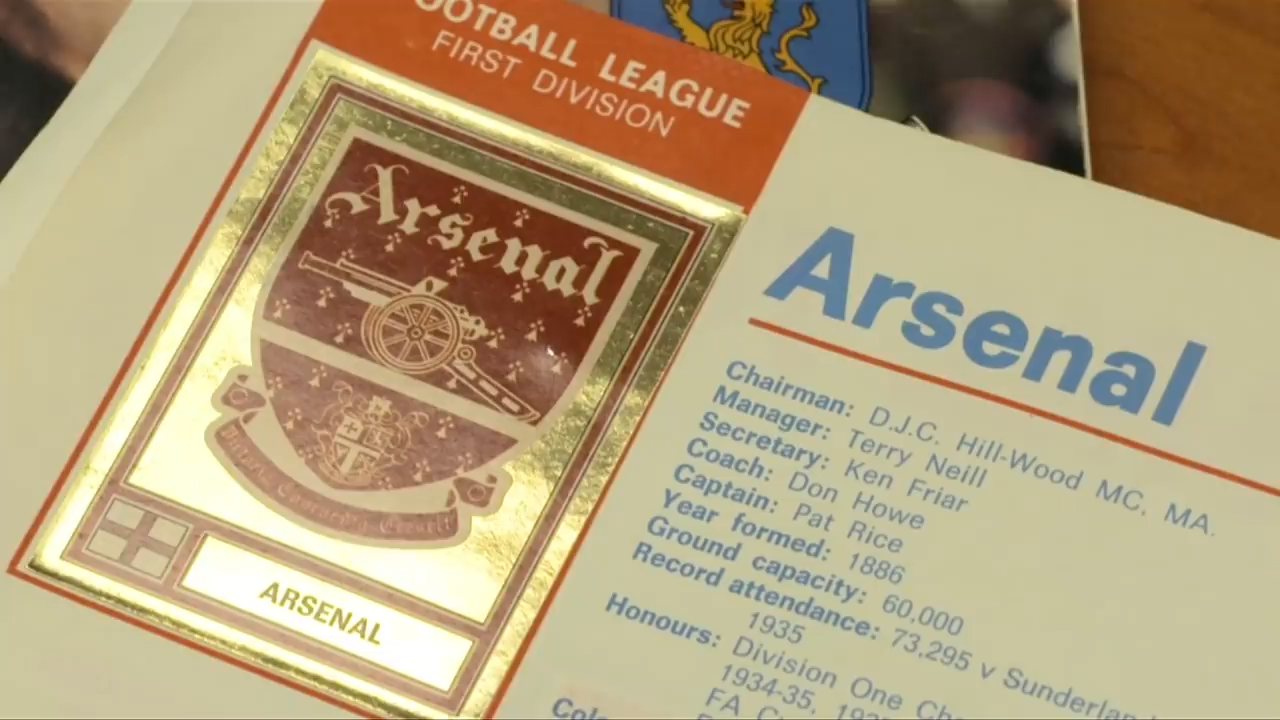 FOOTBALL LEAGUE
FIRST DIVISION
Arsenal
ARSENAL
Arsenal
Chairman: D.J.C. Hill-Wood MC, MA.
Manager: Terry Neill
Secretary: Ken Friar
Coach: Don Howe
Captain: Pat Rice
Year formed: 1886
Ground capacity: 60,000
Record attendance: 73,295 v Sunderland
1935
Honours: Division One
1934-35,
FA